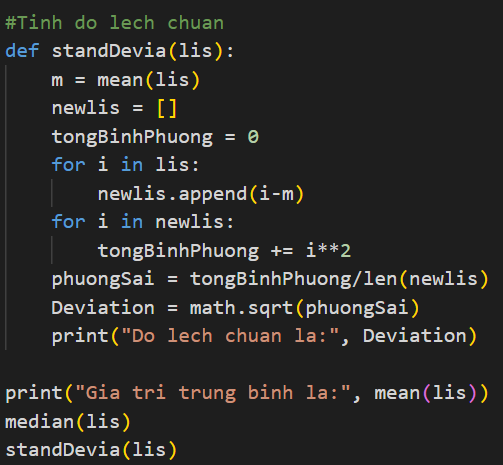 #Tinh do lech chuan
def standDevia(lis):
    m = mean(lis)
    newlis = []
    tongBinhPhuong = 0
    for i in lis:
        newlis.append(i-m)
    for i in newlis:
        tongBinhPhuong += i**2
    phuongSai = tongBinhPhuong/len(newlis)
    Deviation = math.sqrt(phuongSai)
    print("Do lech chuan la:", Deviation)

print("Gia tri trung binh la:", mean(lis))
median(lis)
standDevia(lis)